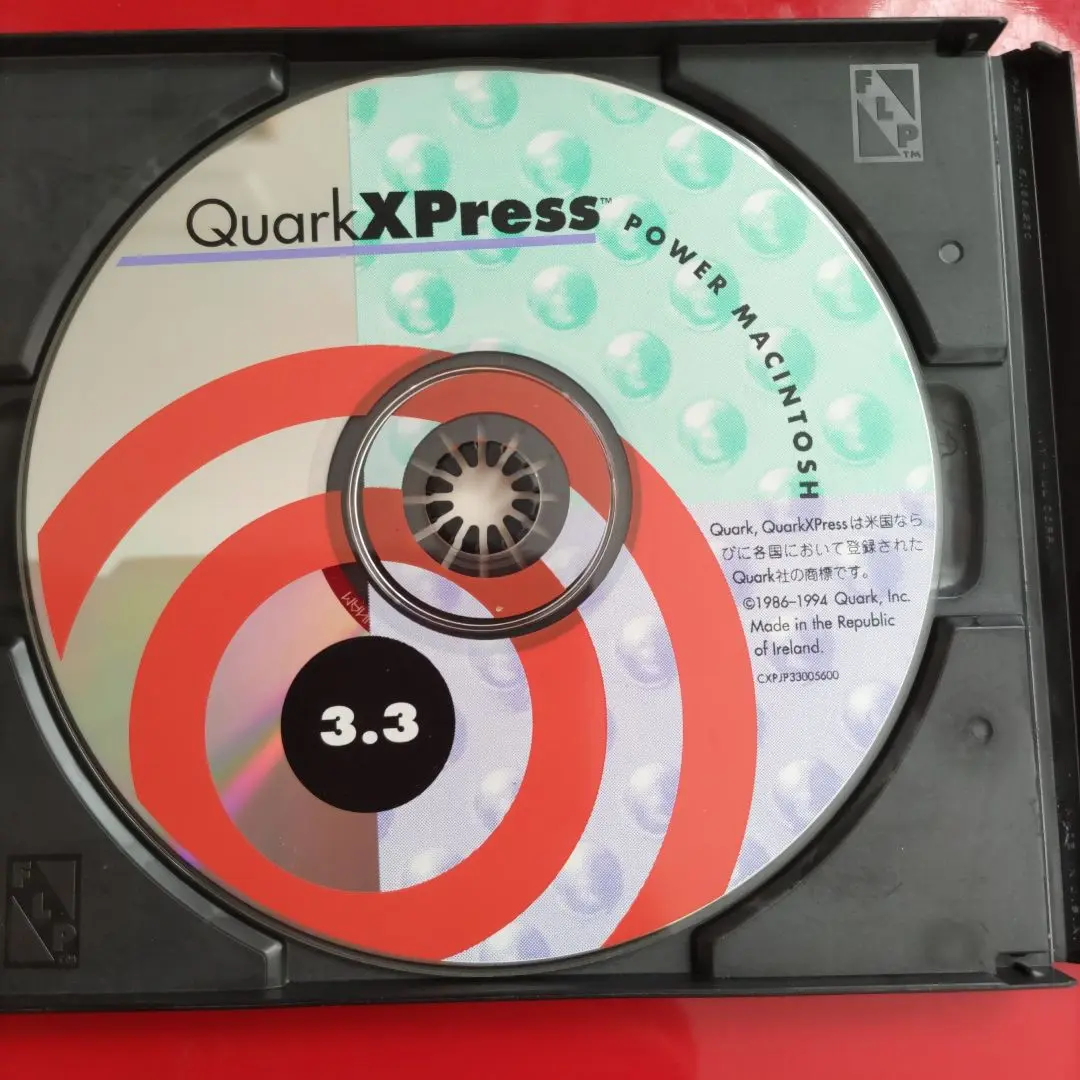 FLP™
QuarkXPress™ POWER MACINTOSH
Quark, QuarkXPressは米国なら
びに各国において登録された
Quark社の商標です。
©1986–1994 Quark, Inc.
Made in the Republic
of Ireland.
CXPJP33005600
3.3
FLP™